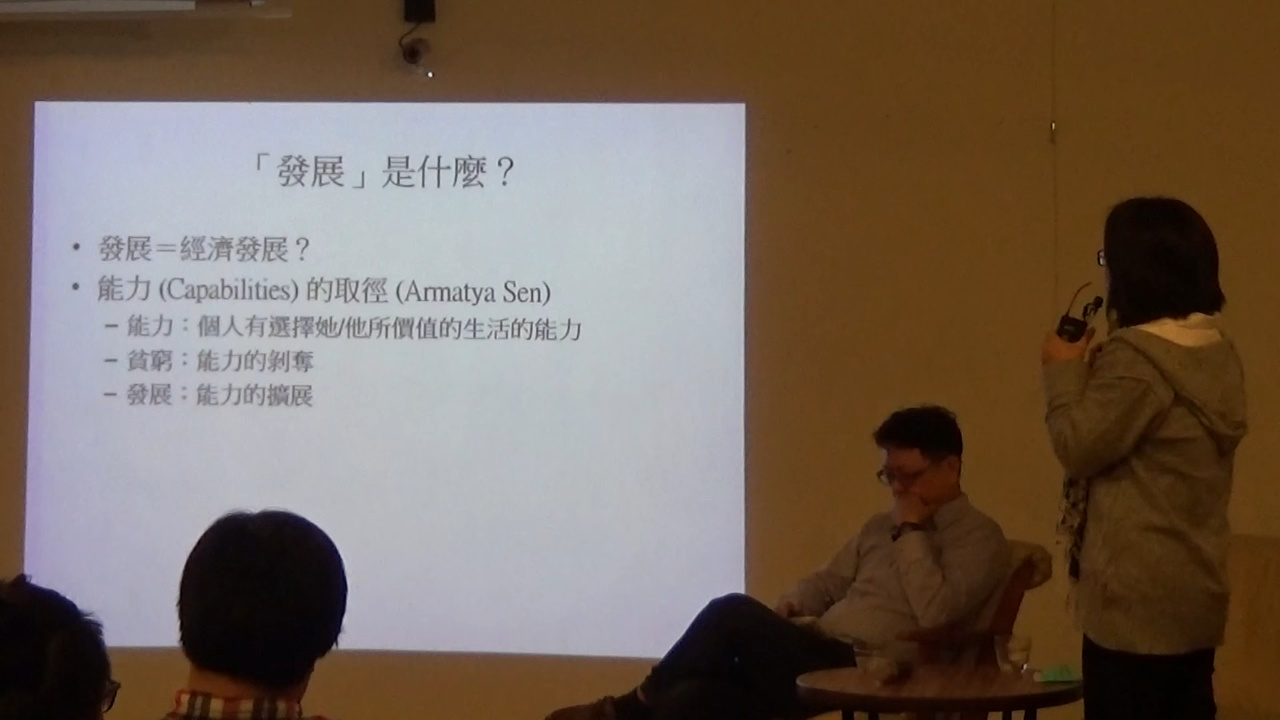 「發展」是什麼？
• 發展＝經濟發展？
• 能力 (Capabilities) 的取徑 (Armatya Sen)
– 能力：個人有選擇她/他所價值的生活的能力
– 貧窮：能力的剝奪
– 發展：能力的擴展